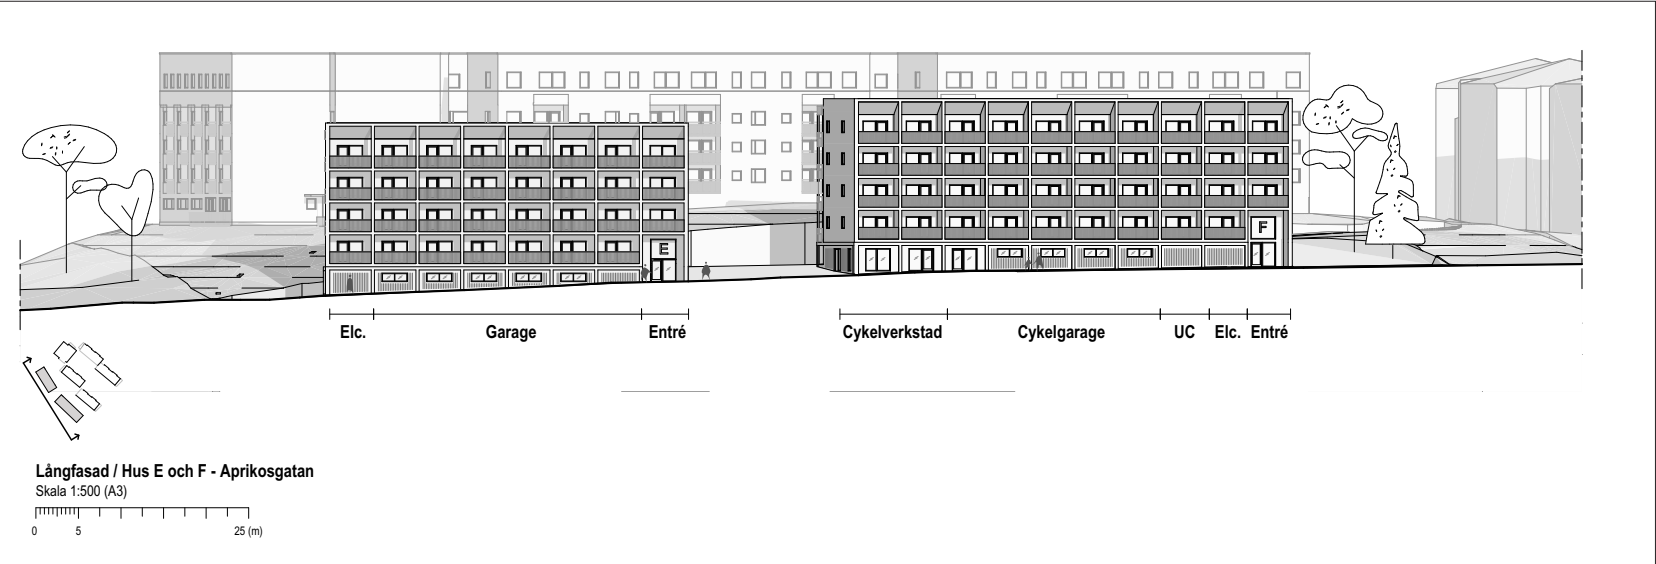 E
F
Elc. Garage Entré Cykelverkstad Cykelgarage UC Elc. Entré
Långfasad / Hus E och F - Aprikosgatan
Skala 1:500 (A3)
0 5 25 (m)